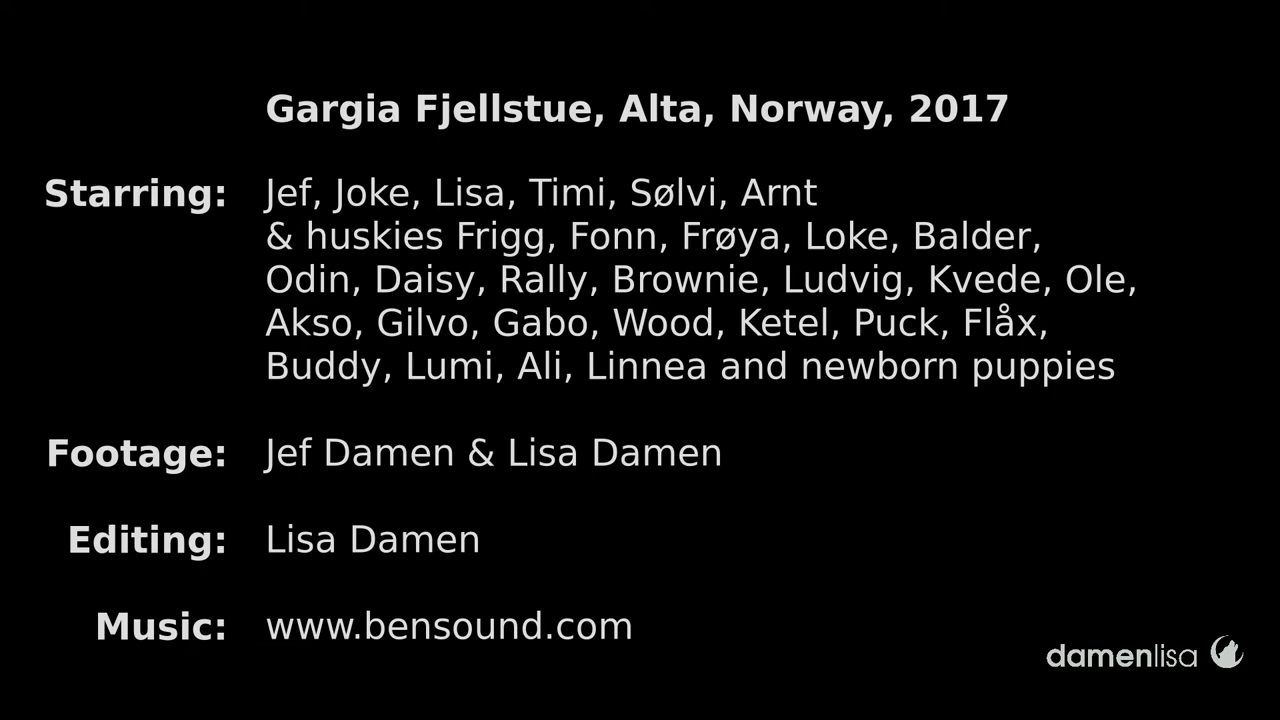 Gargia Fjellstue, Alta, Norway, 2017
Starring: Jef, Joke, Lisa, Timi, Sølvi, Arnt
& huskies Frigg, Fonn, Frøya, Loke, Balder,
Odin, Daisy, Rally, Brownie, Ludvig, Kvede, Ole,
Akso, Gilvo, Gabo, Wood, Ketel, Puck, Flåx,
Buddy, Lumi, Ali, Linnea and newborn puppies
Footage: Jef Damen & Lisa Damen
Editing: Lisa Damen
Music: www.bensound.com
damenlisa